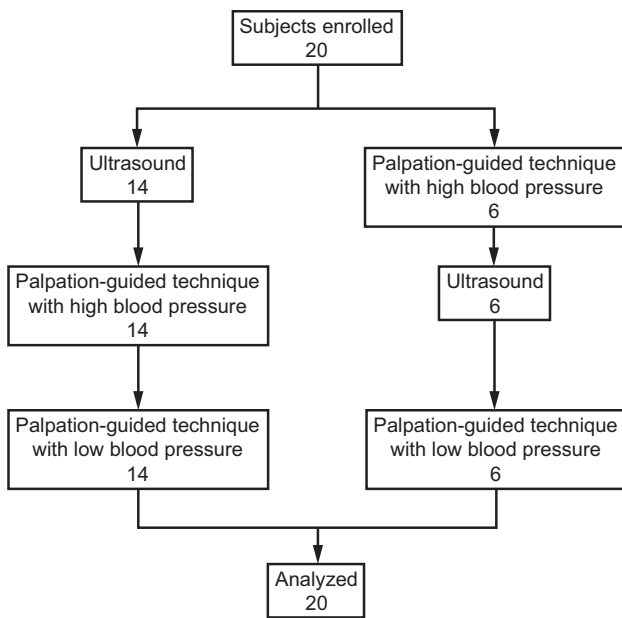 Subjects enrolled
20
Ultrasound
14
Palpation-guided technique
with high blood pressure
6
Palpation-guided technique
with high blood pressure
14
Ultrasound
6
Palpation-guided technique
with low blood pressure
14
Palpation-guided technique
with low blood pressure
6
Analyzed
20